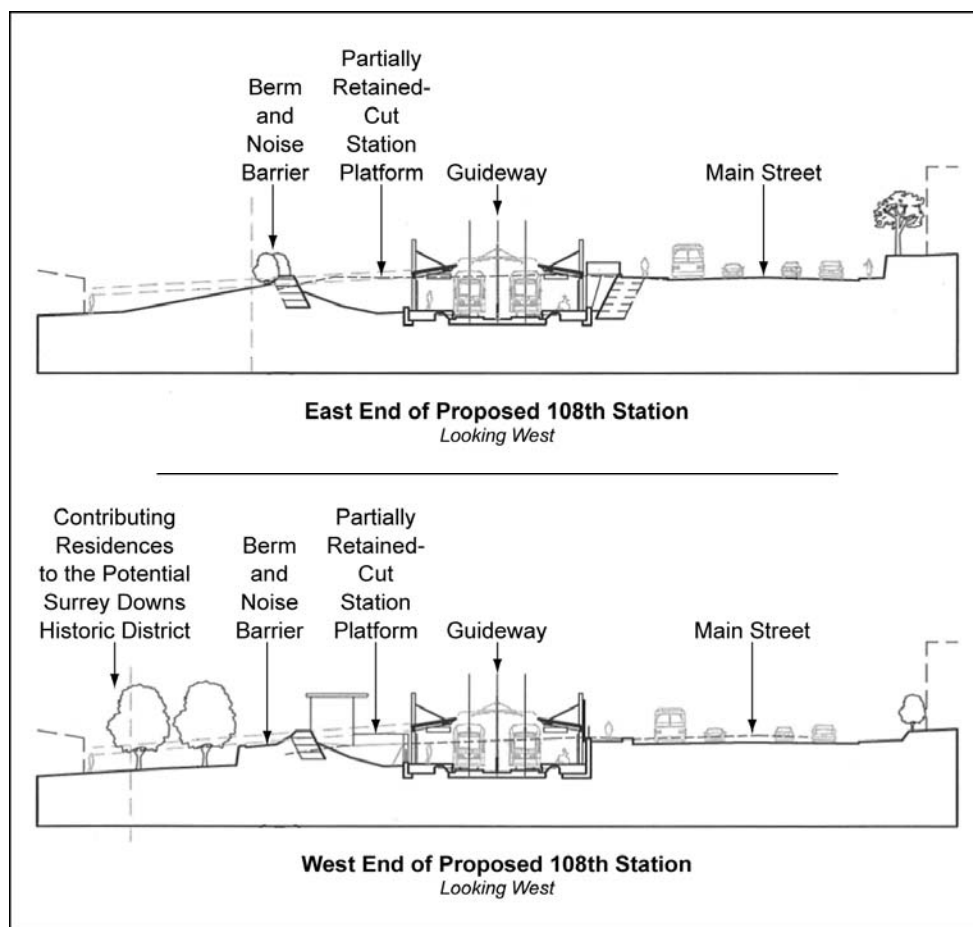 Berm
and
Noise
Barrier
Partially
Retained-
Cut
Station
Platform
Guideway
Main Street
East End of Proposed 108th Station
Looking West
Contributing
Residences
to the Potential
Surrey Downs
Historic District
Berm
and
Noise
Barrier
Partially
Retained-
Cut
Station
Platform
Guideway
Main Street
West End of Proposed 108th Station
Looking West